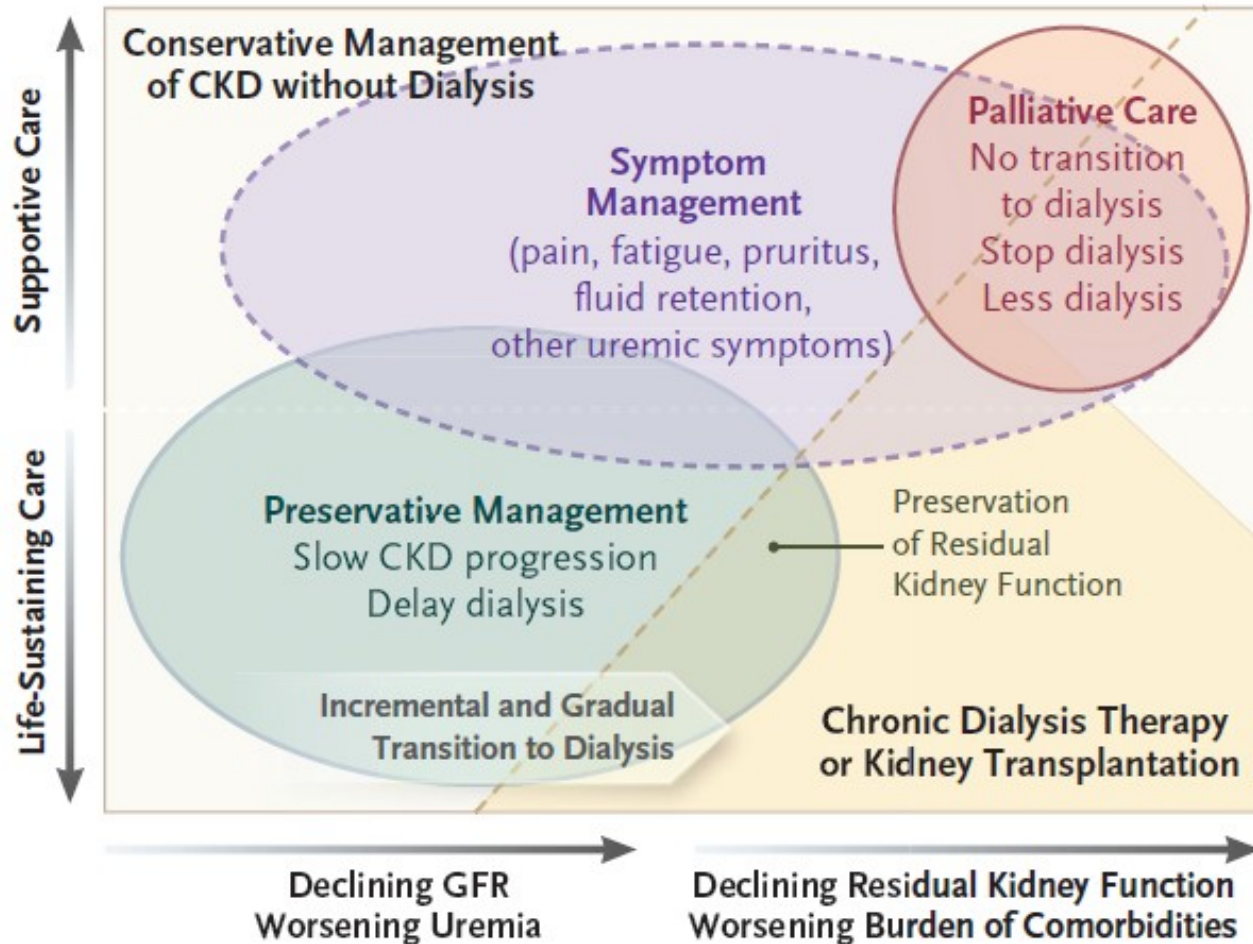 Conservative Management
of CKD without Dialysis
Supportive Care
Life-Sustaining Care
Symptom
Management
(pain, fatigue, pruritus,
fluid retention,
other uremic symptoms)
Palliative Care
No transition
to dialysis
Stop dialysis
Less dialysis
Preservative Management
Slow CKD progression
Delay dialysis
Preservation
of Residual
Kidney Function
Incremental and Gradual
Transition to Dialysis
Chronic Dialysis Therapy
or Kidney Transplantation
Declining GFR
Worsening Uremia
Declining Residual Kidney Function
Worsening Burden of Comorbidities